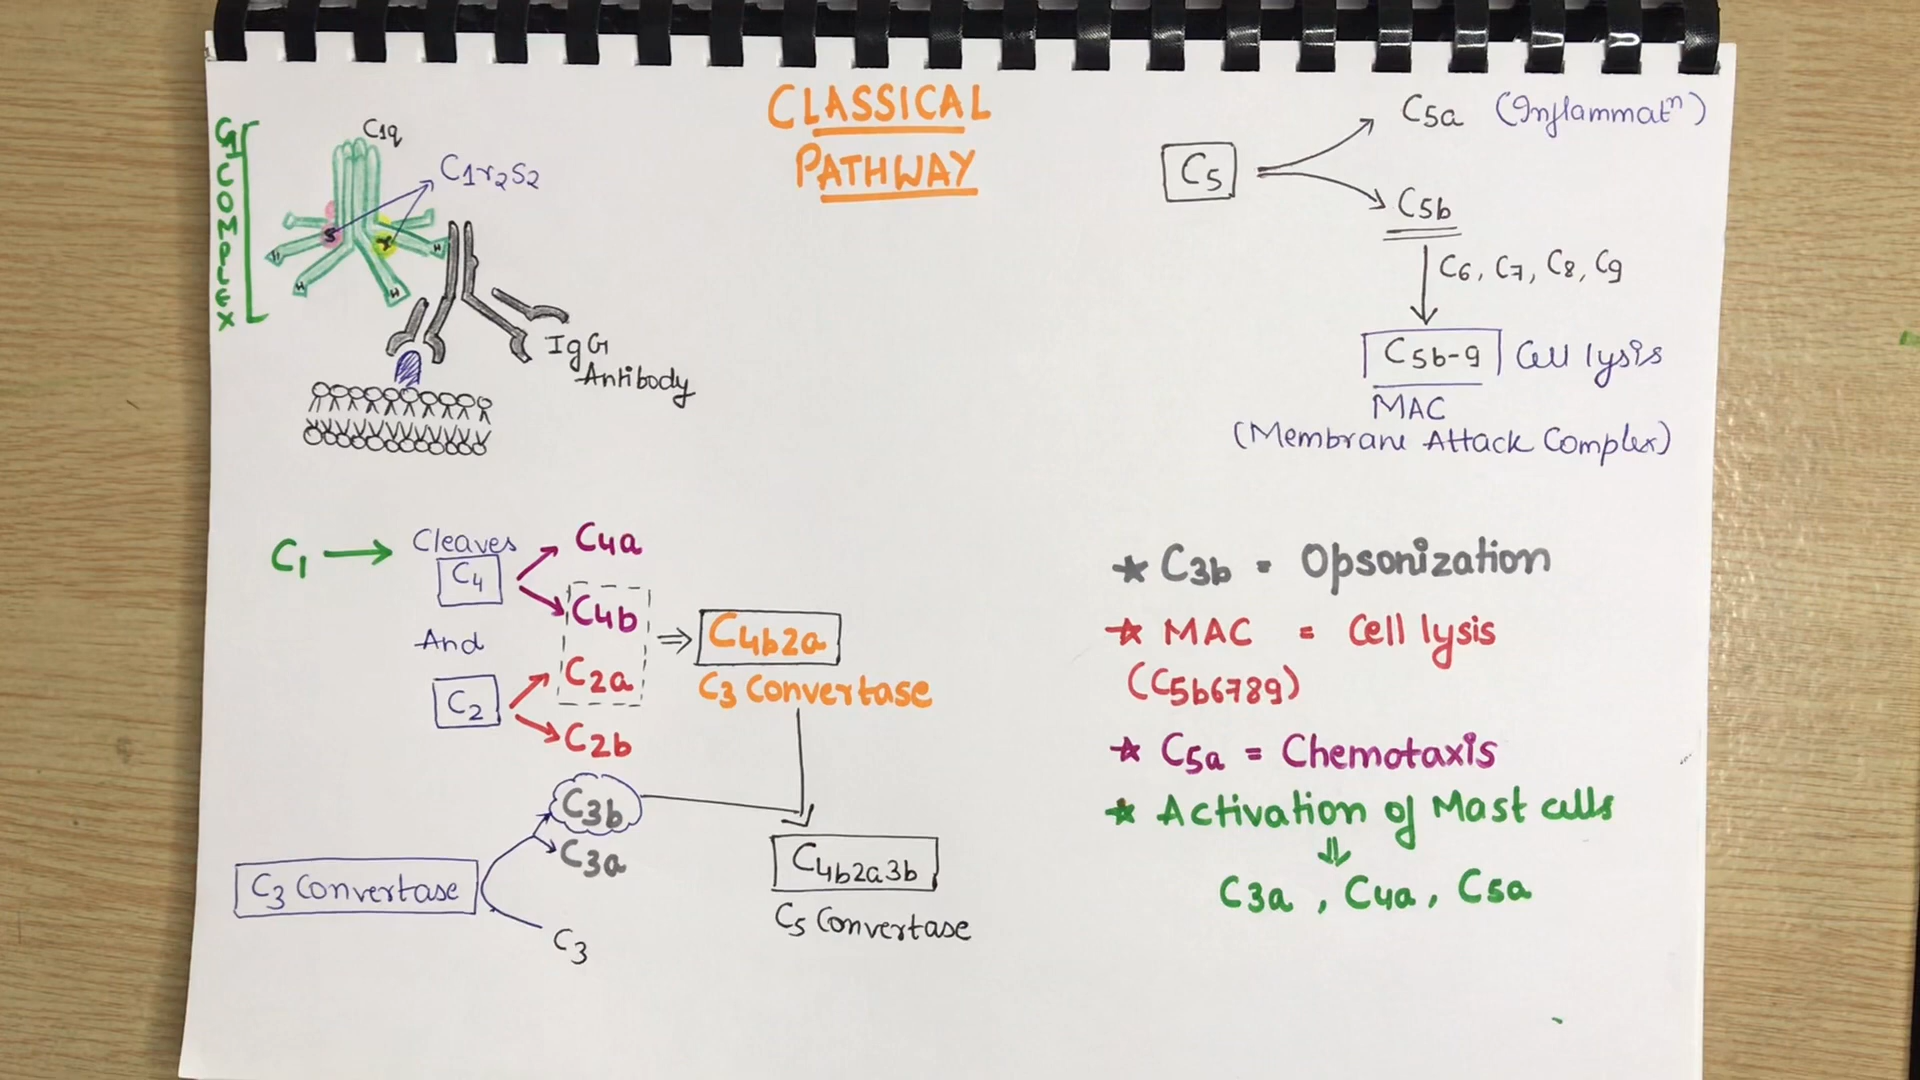 CLASSICAL
PATHWAY
C1 COMPLEX
C1q
C1r2S2
S
r
H
H
H
H
IgG
Antibody
C5
C5a (Inflammatn)
C5b
C6, C7, C8, C9
C5b-9 Cell lysis
MAC
(Membrane Attack Complex)
C1 → Cleaves
C4
C4a
C4b
And
C2
C2a
C2b
⇒ C4b2a
C3 Convertase
C3b
C3a
C3 Convertase
C3
C4b2a3b
C5 Convertase
★ C3b = Opsonization
★ MAC = Cell lysis
(C5b6789)
★ C5a = Chemotaxis
★ Activation of Mast cells
⇓
C3a, C4a, C5a